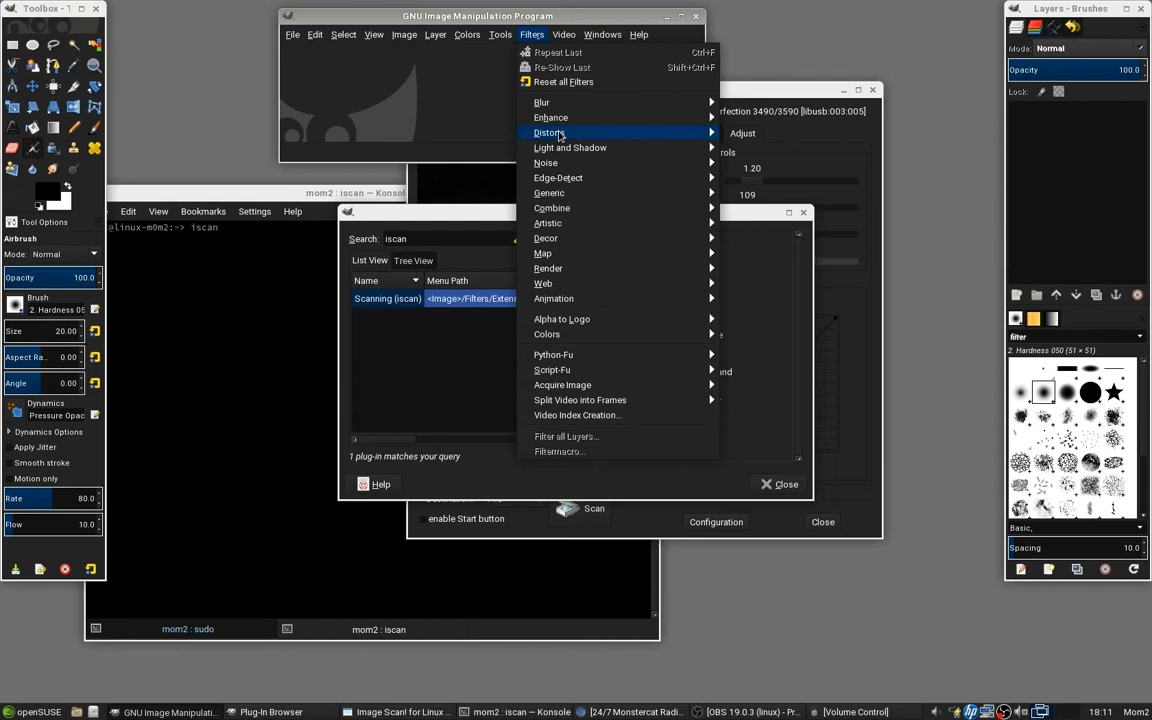 Toolbox - T
GNU Image Manipulation Program
Layers - Brushes
File Edit Select View Image Layer Colors Tools Filters Video Windows Help
Repeat Last Ctrl+F
Re-Show Last Shift+Ctrl+F
Reset all Filters
Blur
Enhance
Distorts
Light and Shadow
Noise
Edge-Detect
Generic
Combine
Artistic
Decor
Map
Render
Web
Animation
Alpha to Logo
Colors
Python-Fu
Script-Fu
Acquire Image
Split Video into Frames
Video Index Creation...
Filter all Layers...
Filtermacro...
Tool Options
Airbrush
Mode: Normal
Opacity 100.0
Brush
2. Hardness 05
Size 20.00
Aspect Ra... 0.00
Angle 0.00
Dynamics
Pressure Opac
Dynamics Options
Apply Jitter
Smooth stroke
Motion only
Rate 80.0
Flow 10.0
mom2 : iscan — Konsol
Edit View Bookmarks Settings Help
@linux-m0m2:~> iscan
mom2 : sudo
mom2 : iscan
Search: iscan
List View Tree View
Name Menu Path
Scanning (iscan) <Image>/Filters/Extens
1 plug-in matches your query
Help Close
rfection 3490/3590 [libusb:003:005]
Adjust
rols
1.20
109
e
nd
enable Start button
Scan
Configuration Close
Mode: Normal
Opacity 100.0
Lock:
filter
2. Hardness 050 (51 × 51)
Basic,
Spacing 10.0
openSUSE
GNU Image Manipulati...
Plug-In Browser
Image Scan! for Linux ...
mom2 : iscan — Konsole
[24/7 Monstercat Radi...
[OBS 19.0.3 (linux) - Pr...
[Volume Control]
18:11 Mom2